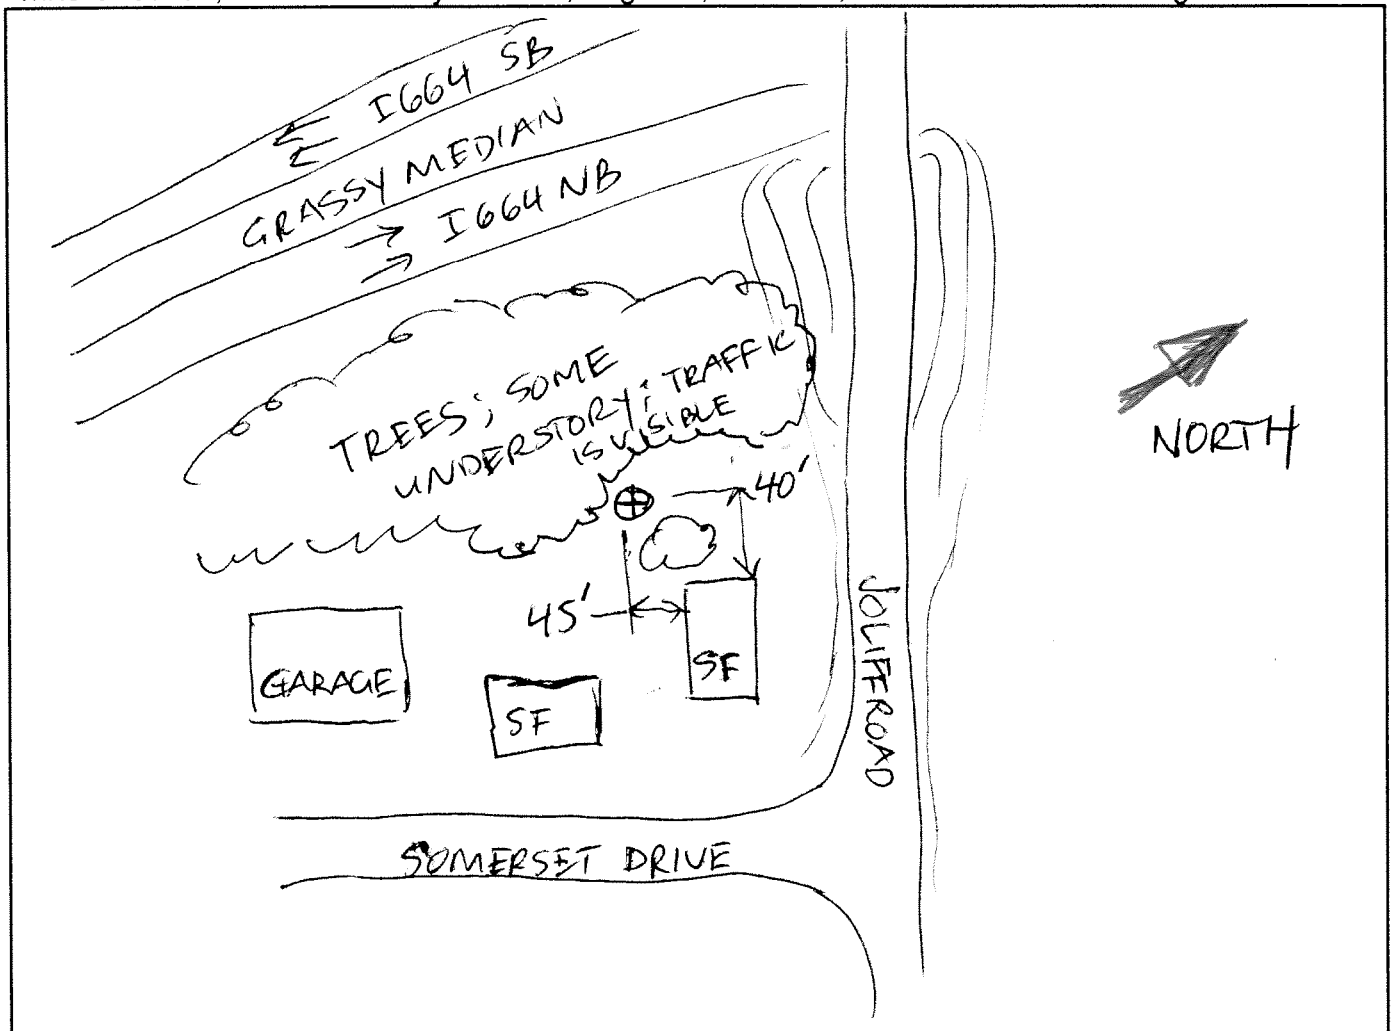 I664 SB
GRASSY MEDIAN
I664 NB
TREES; SOME
UNDERSTORY; TRAFFIC
IS VISIBLE
40'
NORTH
45'
GARAGE
SF
SF
JOLIFF ROAD
SOMERSET DRIVE